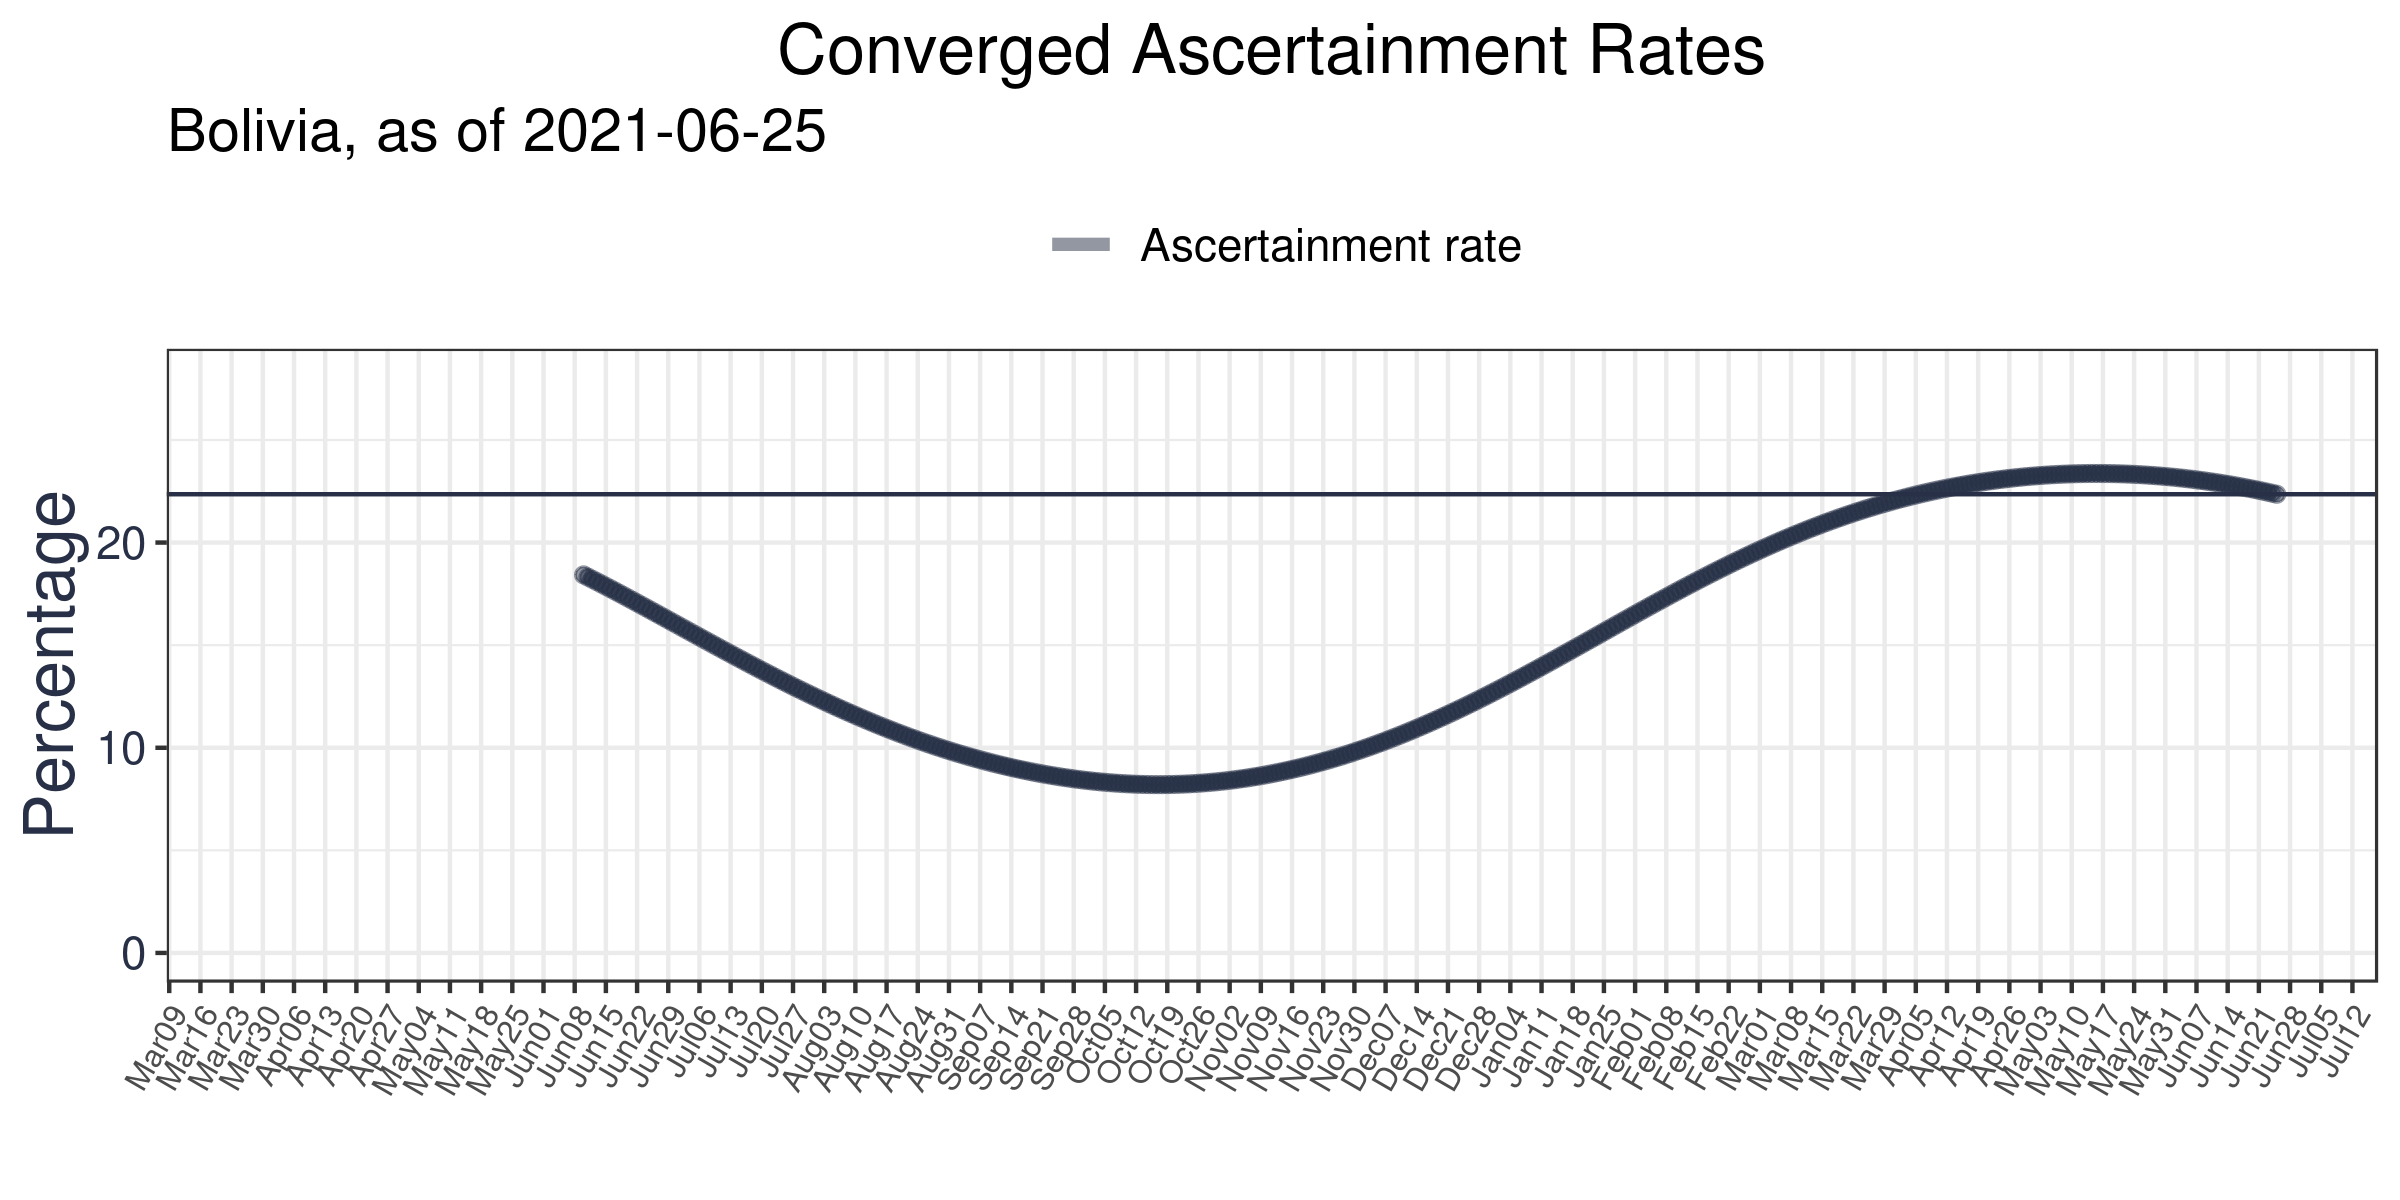 Converged Ascertainment Rates
Bolivia, as of 2021-06-25
Ascertainment rate
Percentage
20
10
0
Mar09
Mar16
Mar23
Mar30
Apr06
Apr13
Apr20
Apr27
May04
May11
May18
May25
Jun01
Jun08
Jun15
Jun22
Jun29
Jul06
Jul13
Jul20
Jul27
Aug03
Aug10
Aug17
Aug24
Aug31
Sep07
Sep14
Sep21
Sep28
Oct05
Oct12
Oct19
Oct26
Nov02
Nov09
Nov16
Nov23
Nov30
Dec07
Dec14
Dec21
Dec28
Jan04
Jan11
Jan18
Jan25
Feb01
Feb08
Feb15
Feb22
Mar01
Mar08
Mar15
Mar22
Mar29
Apr05
Apr12
Apr19
Apr26
May03
May10
May17
May24
May31
Jun07
Jun14
Jun21
Jun28
Jul05
Jul12